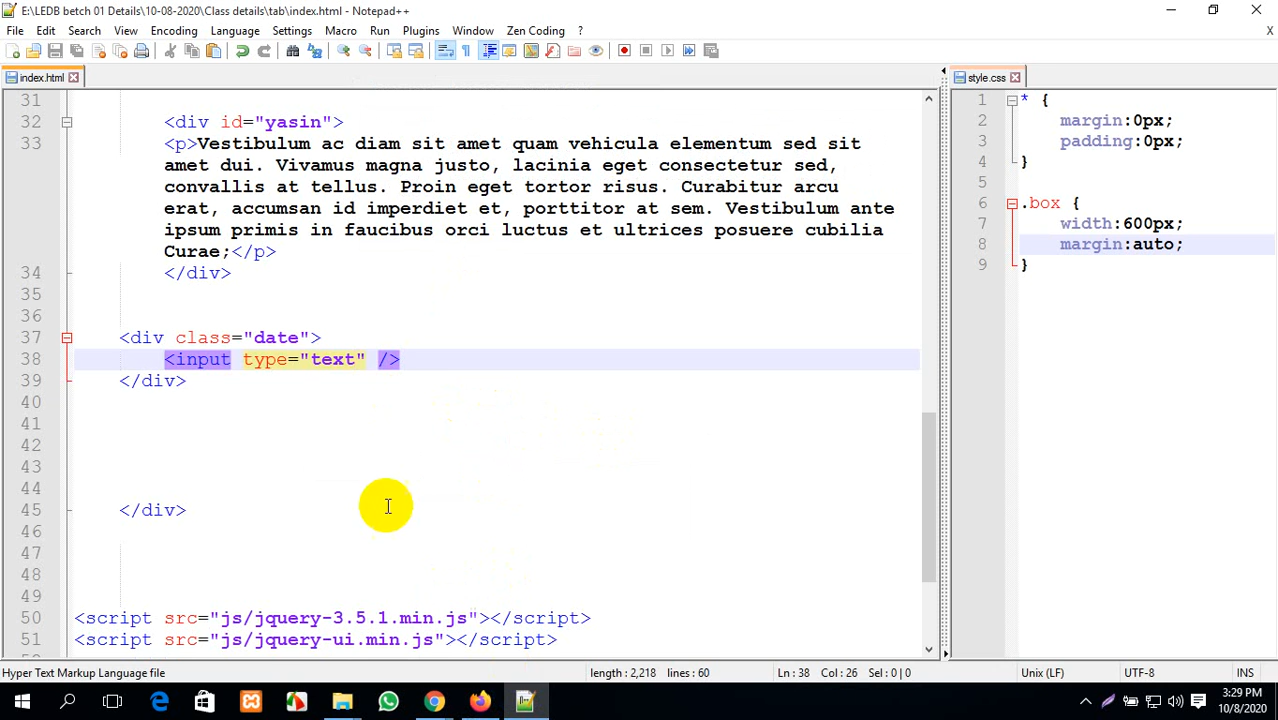 E:\LEDB betch 01 Details\10-08-2020\Class details\tab\index.html - Notepad++
File Edit Search View Encoding Language Settings Macro Run Plugins Window Zen Coding ? X
index.html
style.css
31
32 <div id="yasin">
33 <p>Vestibulum ac diam sit amet quam vehicula elementum sed sit
amet dui. Vivamus magna justo, lacinia eget consectetur sed,
convallis at tellus. Proin eget tortor risus. Curabitur arcu
erat, accumsan id imperdiet et, porttitor at sem. Vestibulum ante
ipsum primis in faucibus orci luctus et ultrices posuere cubilia
Curae;</p>
34 </div>
35
36
37 <div class="date">
38 <input type="text" />
39 </div>
40
41
42
43
44
45 </div>
46
47
48
49
50 <script src="js/jquery-3.5.1.min.js"></script>
51 <script src="js/jquery-ui.min.js"></script>
1 * {
2 margin:0px;
3 padding:0px;
4 }
5
6 .box {
7 width:600px;
8 margin:auto;
9 }
Hyper Text Markup Language file length : 2,218 lines : 60 Ln : 38 Col : 26 Sel : 0 | 0 Unix (LF) UTF-8 INS
3:29 PM
10/8/2020